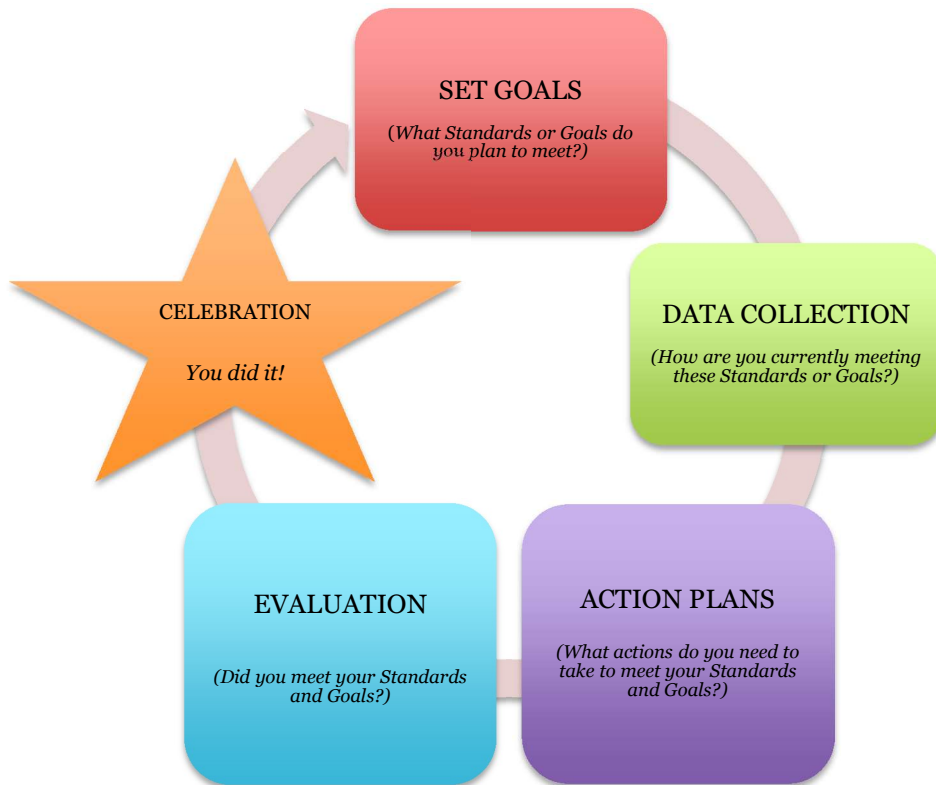 SET GOALS
(What Standards or Goals do
you plan to meet?)
DATA COLLECTION
(How are you currently meeting
these Standards or Goals?)
ACTION PLANS
(What actions do you need to
take to meet your Standards
and Goals?)
EVALUATION
(Did you meet your Standards
and Goals?)
CELEBRATION
You did it!